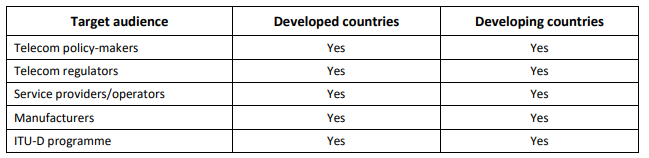 Target audience Developed countries Developing countries
Telecom policy-makers Yes Yes
Telecom regulators Yes Yes
Service providers/operators Yes Yes
Manufacturers Yes Yes
ITU-D programme Yes Yes